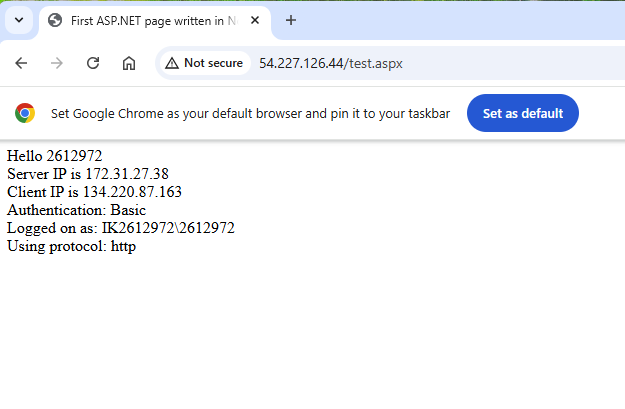 First ASP.NET page written in N
Not secure
54.227.126.44/test.aspx
Set Google Chrome as your default browser and pin it to your taskbar
Set as default
Hello 2612972
Server IP is 172.31.27.38
Client IP is 134.220.87.163
Authentication: Basic
Logged on as: IK2612972\2612972
Using protocol: http